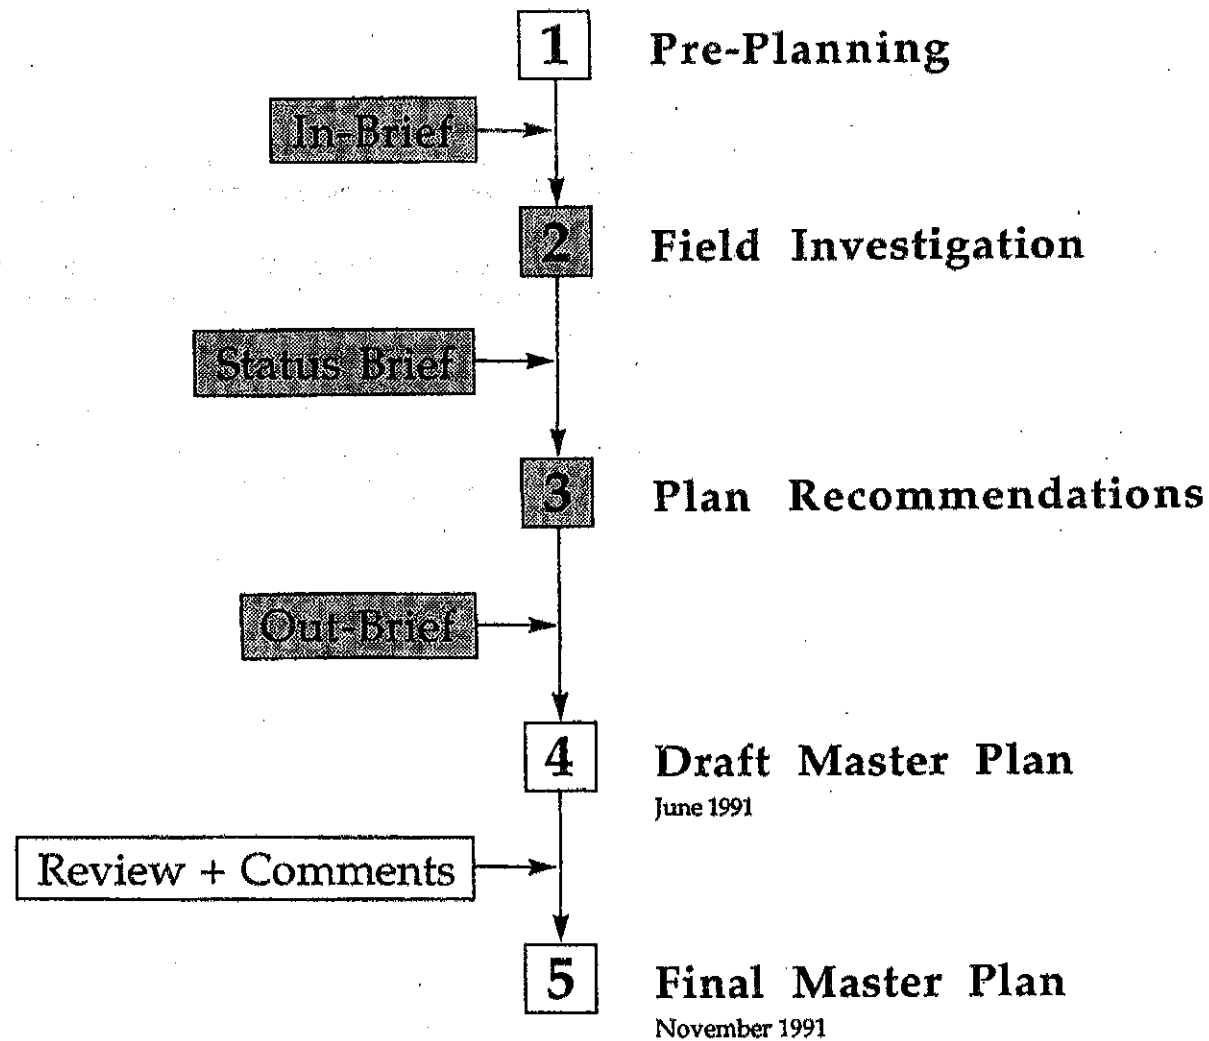 1 Pre-Planning
In-Brief
2 Field Investigation
Status Brief
3 Plan Recommendations
Out-Brief
4 Draft Master Plan
June 1991
Review + Comments
5 Final Master Plan
November 1991